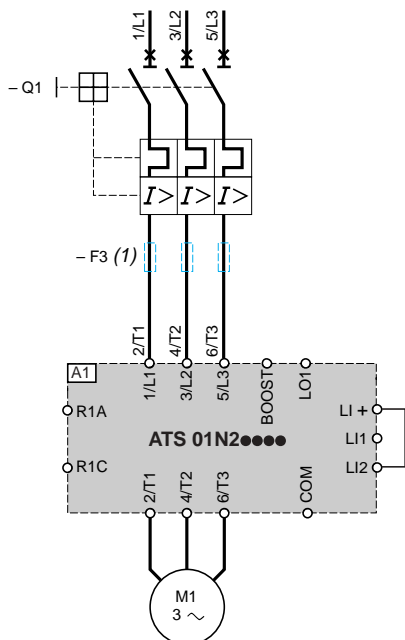 1/L1
3/L2
5/L3
– Q1
I>
I>
I>
– F3 (1)
2/T1
4/T2
6/T3
A1
1/L1
3/L2
5/L3
BOOST
LO1
R1A
LI +
ATS 01N2●●●●
LI1
R1C
LI2
2/T1
4/T2
6/T3
COM
M1
3 ~